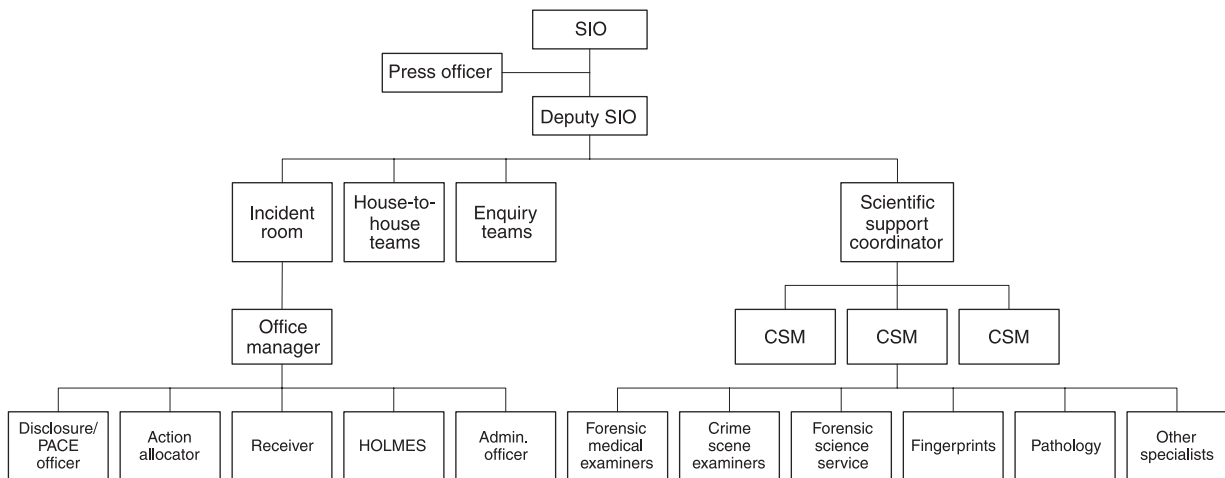 SIO
Press officer
Deputy SIO
Incident
room
House-to-
house
teams
Enquiry
teams
Scientific
support
coordinator
Office
manager
CSM
CSM
CSM
Disclosure/
PACE
officer
Action
allocator
Receiver
HOLMES
Admin.
officer
Forensic
medical
examiners
Crime
scene
examiners
Forensic
science
service
Fingerprints
Pathology
Other
specialists